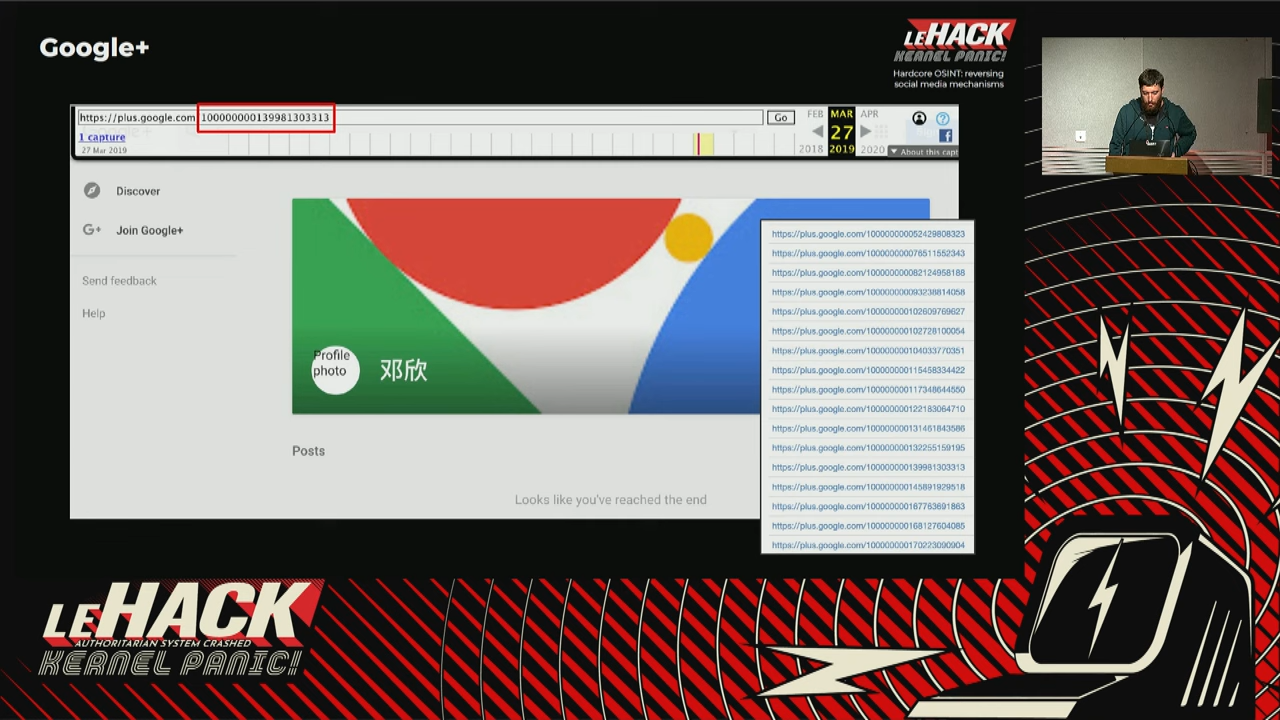 Google+
LEHACK
KERNEL PANIC!
Hardcore OSINT: reversing
social media mechanisms
https://plus.google.com 100000000139981303313
Go
FEB MAR APR
27
2018 2019 2020
1 capture
27 Mar 2019
About this capt
Discover
G+ Join Google+
Send feedback
Help
Profile
photo
邓欣
Posts
Looks like you've reached the end
https://plus.google.com/100000000052429808323
https://plus.google.com/100000000076511552343
https://plus.google.com/100000000082124958188
https://plus.google.com/100000000093238814058
https://plus.google.com/100000000102609769627
https://plus.google.com/100000000102728100054
https://plus.google.com/100000000104033770351
https://plus.google.com/100000000115458334422
https://plus.google.com/100000000117348644550
https://plus.google.com/100000000122183064710
https://plus.google.com/100000000131461843586
https://plus.google.com/100000000132255159195
https://plus.google.com/100000000139981303313
https://plus.google.com/100000000145891929518
https://plus.google.com/100000000167763691863
https://plus.google.com/100000000168127604085
https://plus.google.com/100000000170223090904
LEHACK
AUTHORITARIAN SYSTEM CRASHED
KERNEL PANIC!